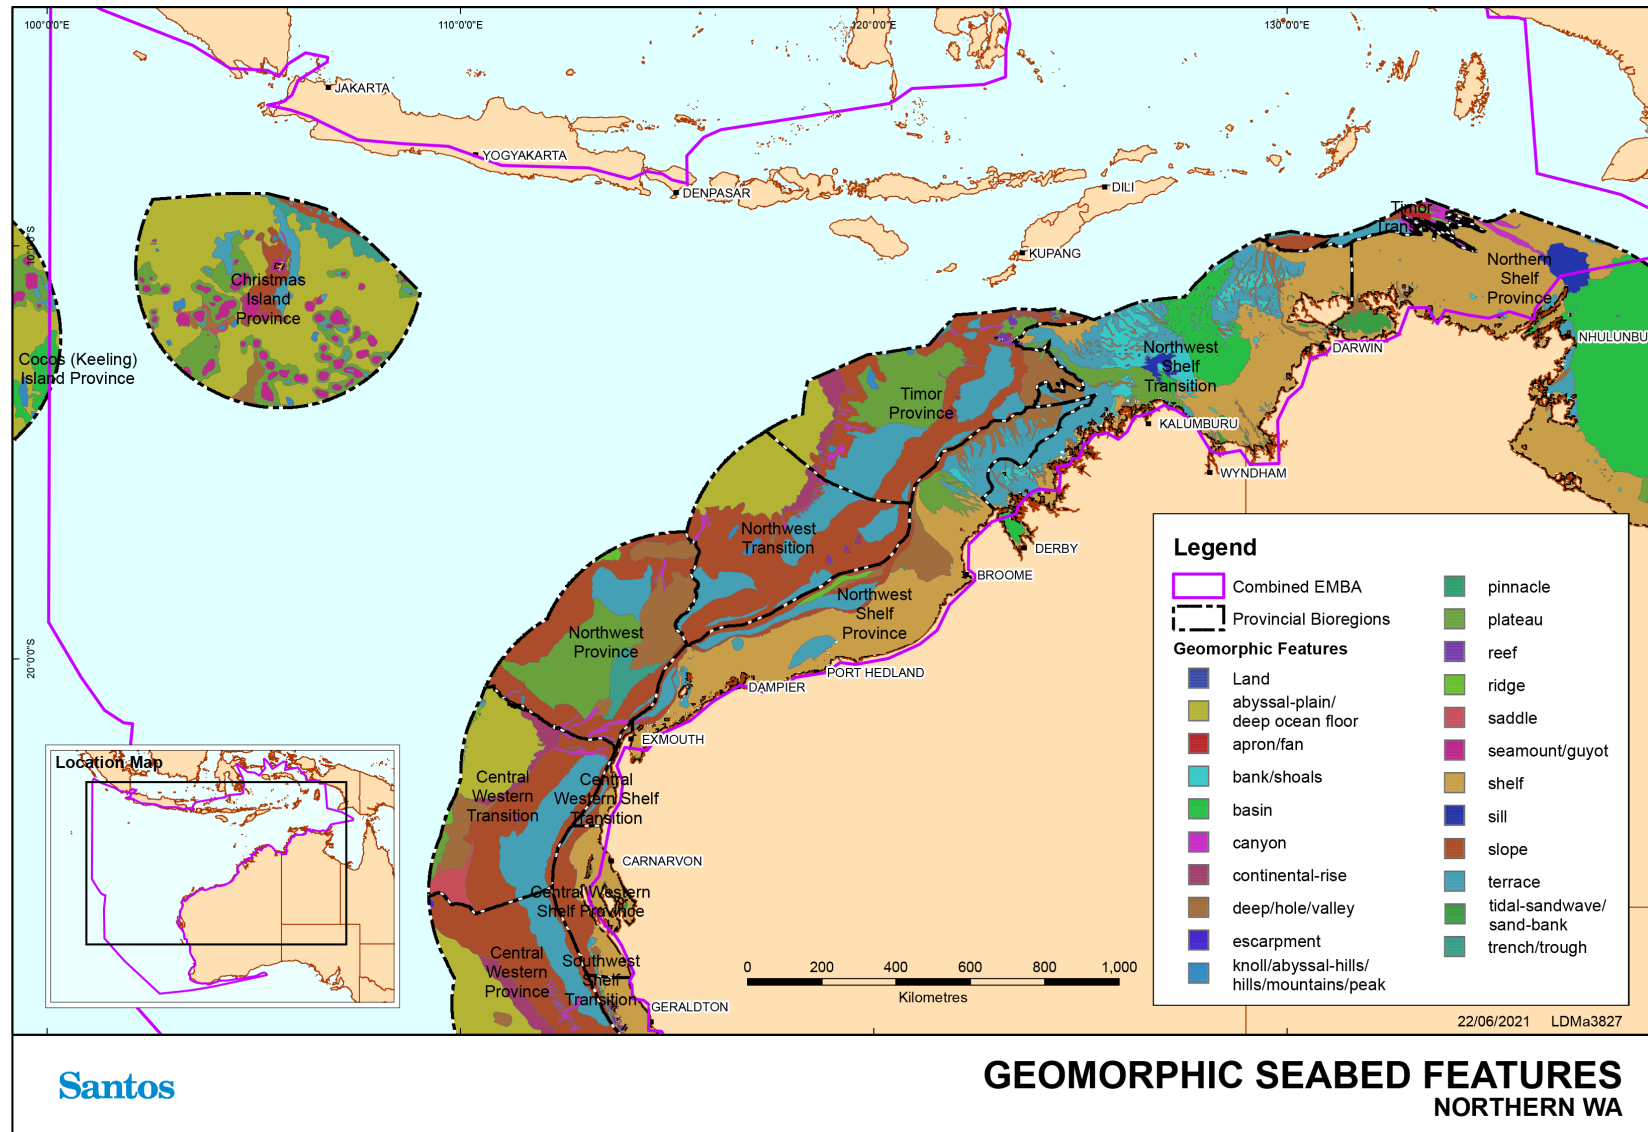 100°0'0"E
110°0'0"E
120°0'0"E
130°0'0"E
JAKARTA
YOGYAKARTA
DENPASAR
DILI
KUPANG
10°0'0"S
Timor
Christmas
Island
Province
Northern
Shelf
Province
Cocos (Keeling)
Island Province
NHULUNBU
DARWIN
Northwest
Shelf
Transition
Timor
Province
KALUMBURU
WYNDHAM
Northwest
Transition
DERBY
BROOME
Northwest
Shelf
Province
Northwest
Province
20°0'0"S
PORT HEDLAND
DAMPIER
EXMOUTH
Central
Western
Transition
Central
Western Shelf
Transition
CARNARVON
Central Western
Shelf Province
Central
Western
Province
Southwest
Shelf
Transition
GERALDTON
Location Map
0 200 400 600 800 1,000
Kilometres
Legend
Combined EMBA
Provincial Bioregions
Geomorphic Features
Land
abyssal-plain/
deep ocean floor
apron/fan
bank/shoals
basin
canyon
continental-rise
deep/hole/valley
escarpment
knoll/abyssal-hills/
hills/mountains/peak
pinnacle
plateau
reef
ridge
saddle
seamount/guyot
shelf
sill
slope
terrace
tidal-sandwave/
sand-bank
trench/trough
22/06/2021 LDMa3827
Santos
GEOMORPHIC SEABED FEATURES
NORTHERN WA